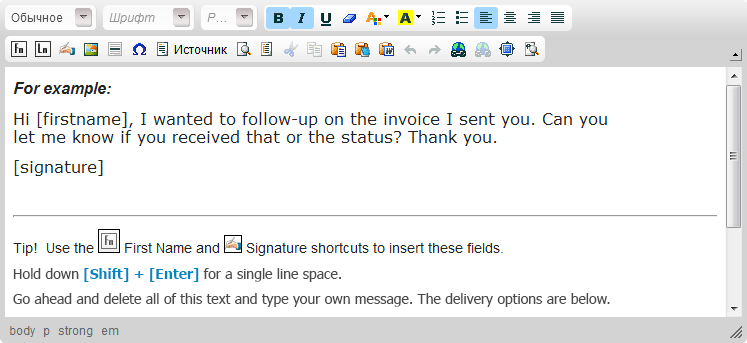 Обычное Шрифт Р...
B I U A A
Fn Ln Ω Источник
For example:
Hi [firstname], I wanted to follow-up on the invoice I sent you. Can you
let me know if you received that or the status? Thank you.
[signature]
Tip! Use the Fn First Name and Signature shortcuts to insert these fields.
Hold down [Shift] + [Enter] for a single line space.
Go ahead and delete all of this text and type your own message. The delivery options are below.
body p strong em